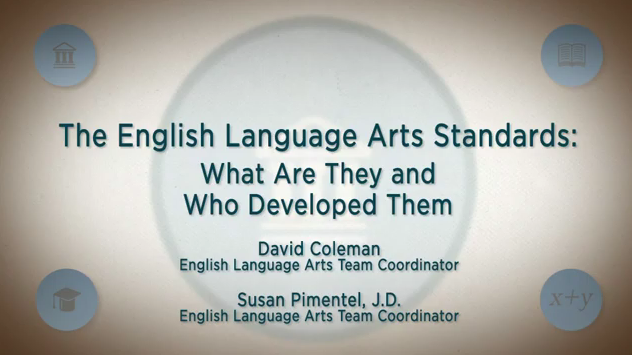 The English Language Arts Standards:
What Are They and
Who Developed Them
David Coleman
English Language Arts Team Coordinator
Susan Pimentel, J.D.
English Language Arts Team Coordinator
x+y